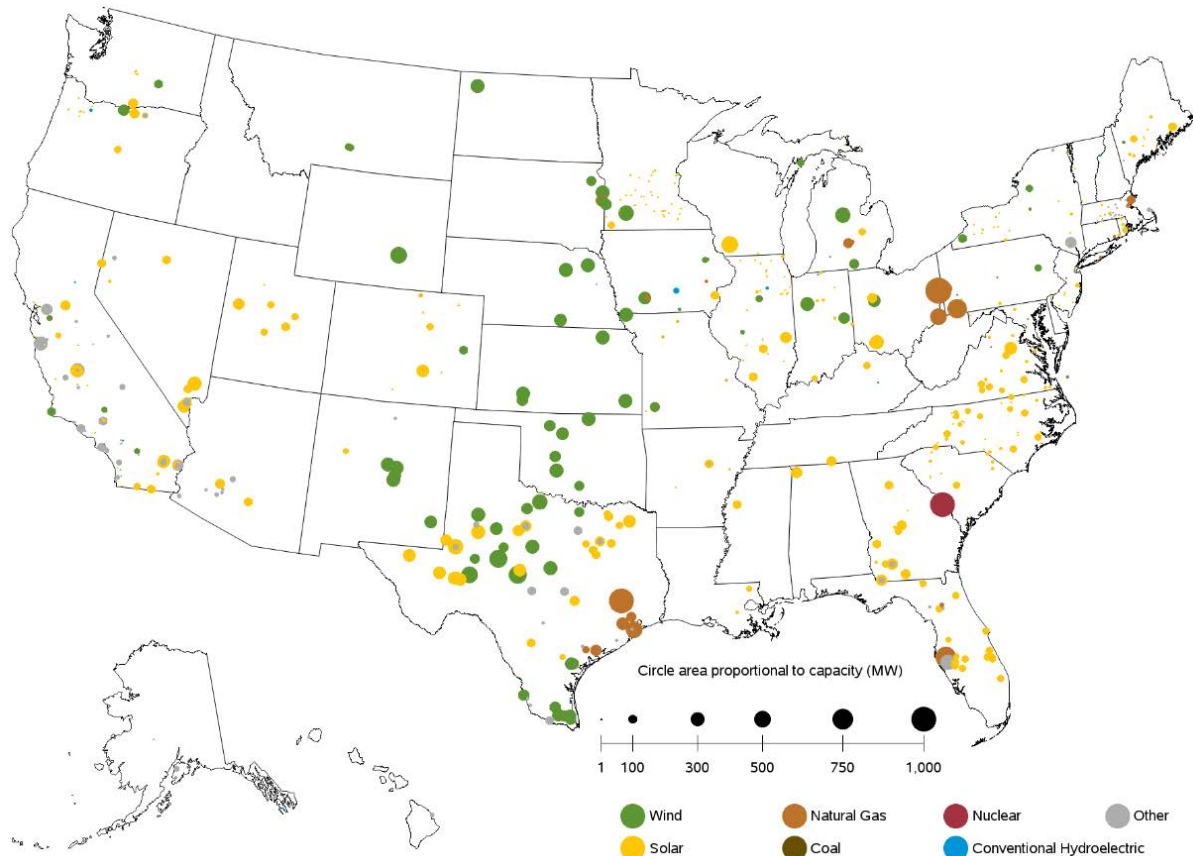 Circle area proportional to capacity (MW)
1 100 300 500 750 1,000
Wind Natural Gas Nuclear Other
Solar Coal Conventional Hydroelectric